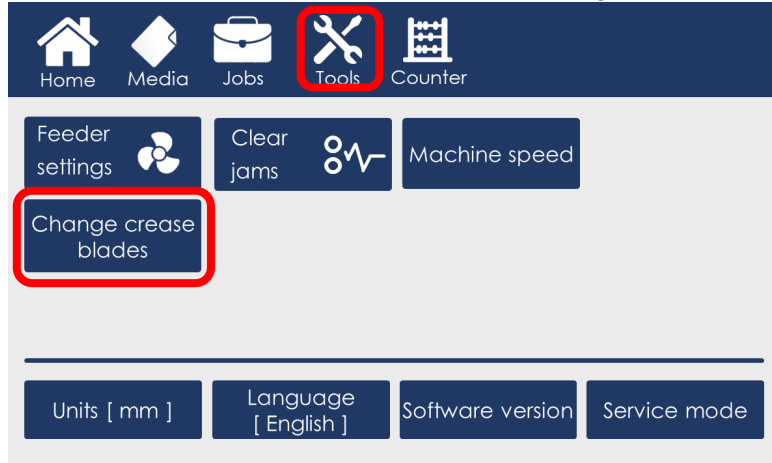 Home Media Jobs Tools Counter
Feeder
settings
Clear
jams
Machine speed
Change crease
blades
Units [ mm ]
Language
[ English ]
Software version
Service mode